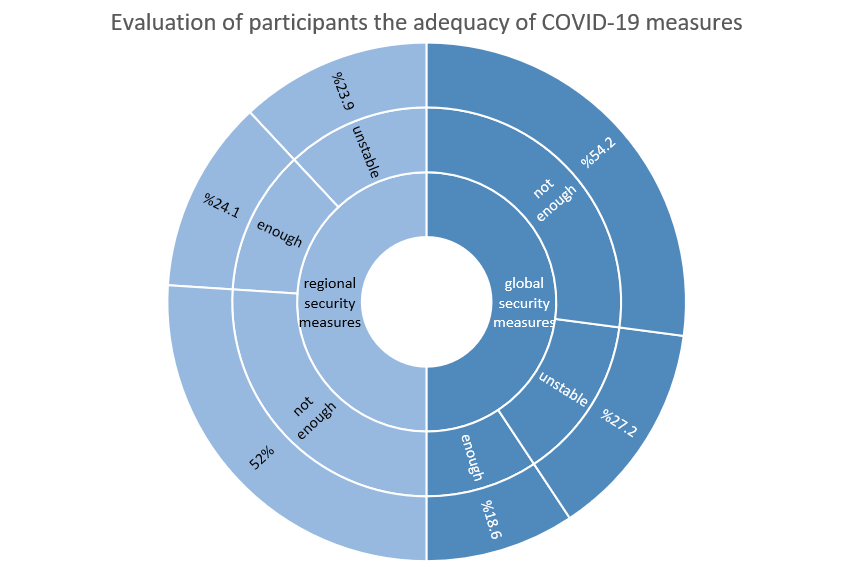 Evaluation of participants the adequacy of COVID-19 measures
%23.9
unstable
%24.1
enough
regional
security
measures
not
enough
52%
%54.2
not
enough
global
security
measures
unstable
%27.2
enough
%18.6